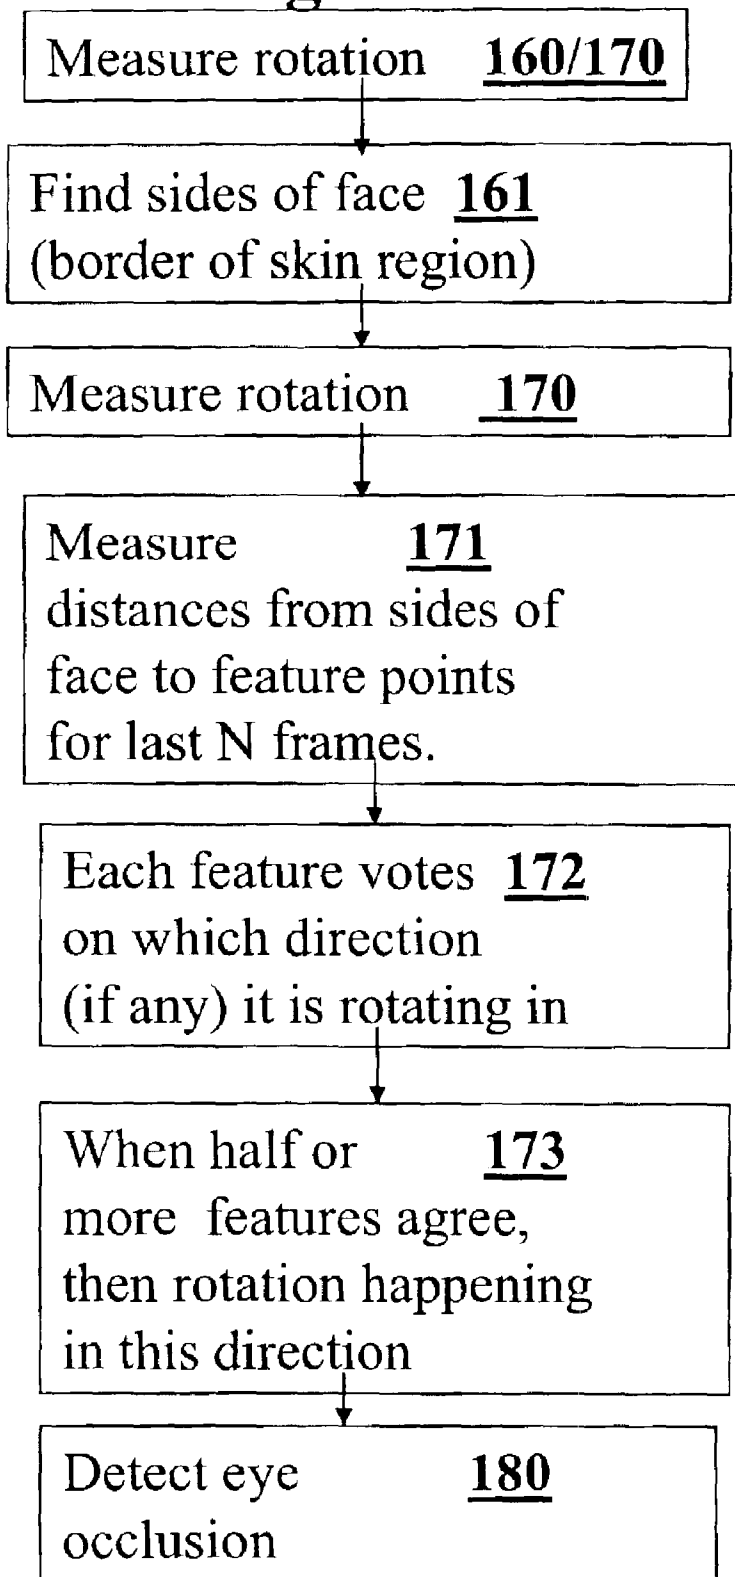 Measure rotation 160/170
Find sides of face 161
(border of skin region)
Measure rotation 170
Measure 171
distances from sides of
face to feature points
for last N frames.
Each feature votes 172
on which direction
(if any) it is rotating in
When half or 173
more features agree,
then rotation happening
in this direction
Detect eye 180
occlusion